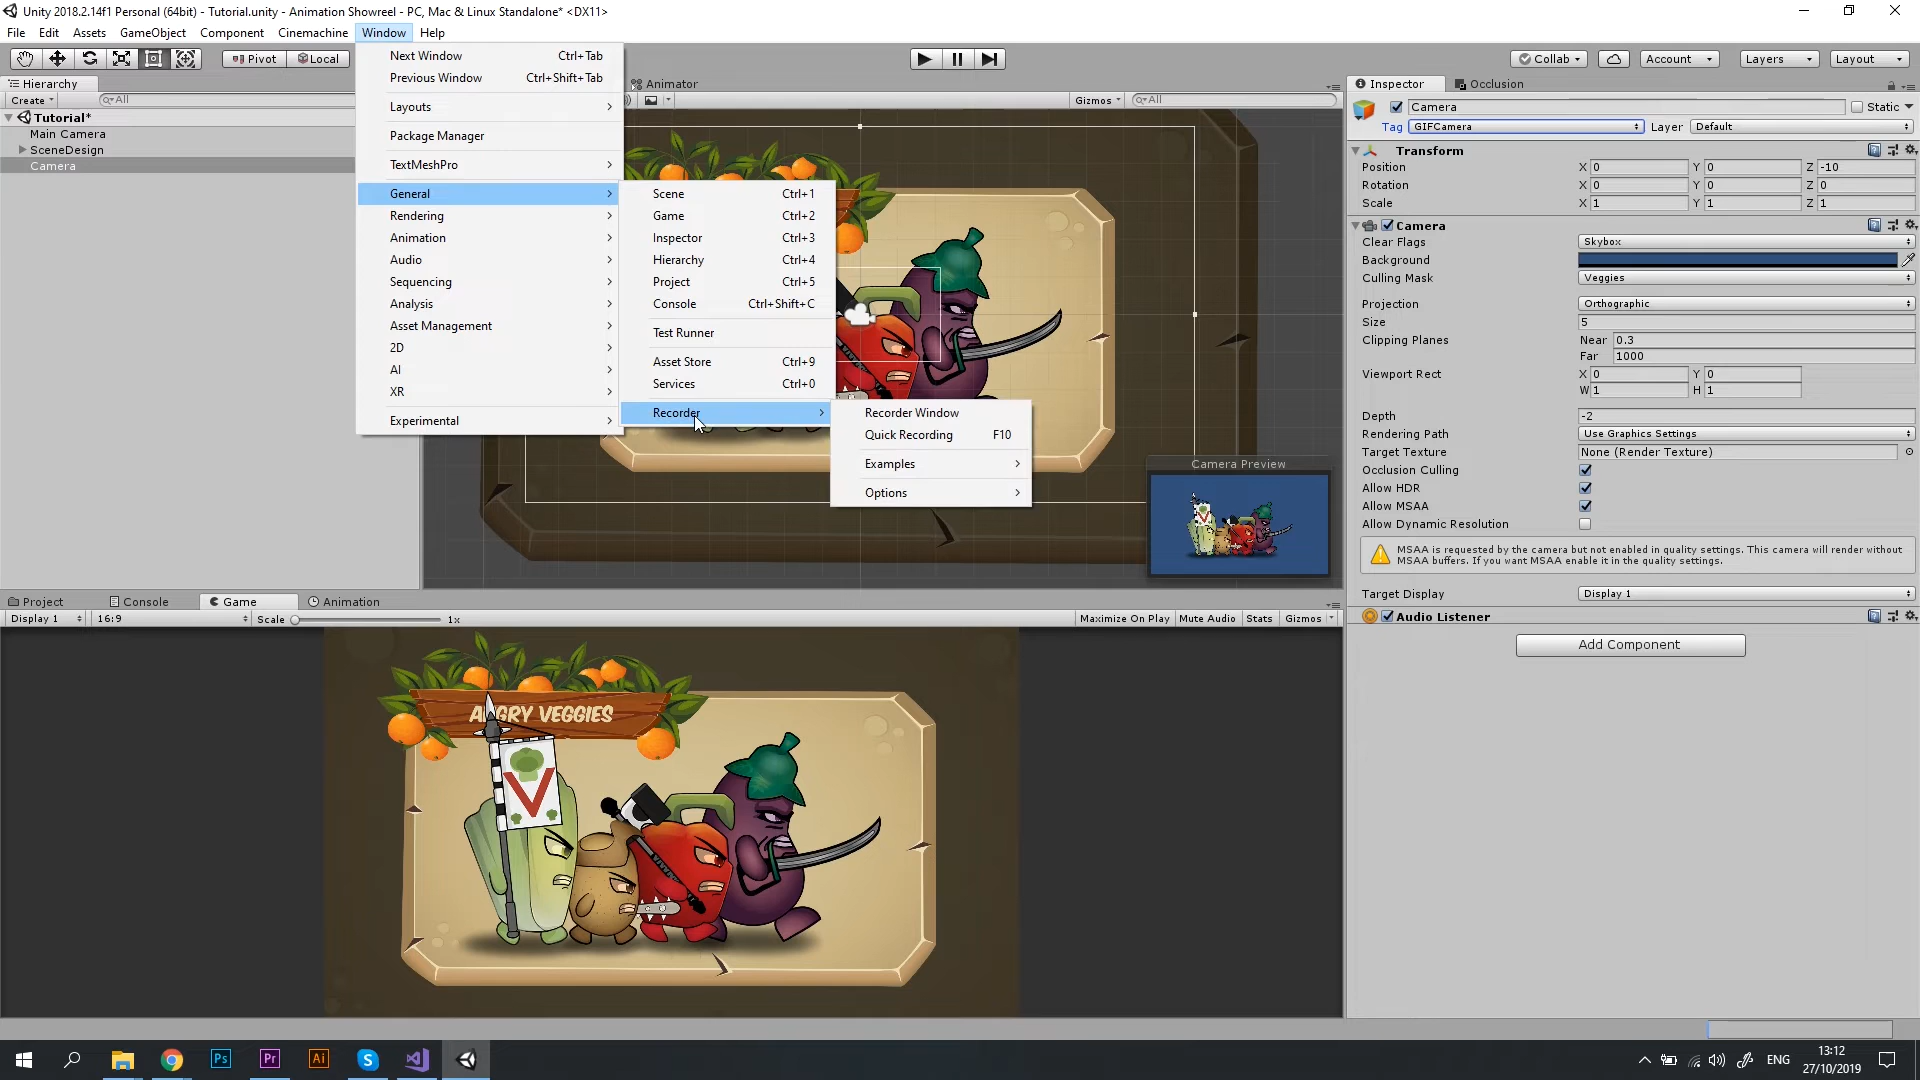 Unity 2018.2.14f1 Personal (64bit) - Tutorial.unity - Animation Showreel - PC, Mac & Linux Standalone* <DX11>
File Edit Assets GameObject Component Cinemachine Window Help
Pivot Local
Collab Account Layers Layout
Hierarchy
Create All
Tutorial*
Main Camera
SceneDesign
Camera
Next Window Ctrl+Tab
Previous Window Ctrl+Shift+Tab
Layouts
Package Manager
TextMeshPro
General
Rendering
Animation
Audio
Sequencing
Analysis
Asset Management
2D
AI
XR
Experimental
Scene Ctrl+1
Game Ctrl+2
Inspector Ctrl+3
Hierarchy Ctrl+4
Project Ctrl+5
Console Ctrl+Shift+C
Test Runner
Asset Store Ctrl+9
Services Ctrl+0
Recorder
Recorder Window
Quick Recording F10
Examples
Options
Animator
Gizmos All
Camera Preview
Inspector Occlusion
Camera Static
Tag GIFCamera Layer Default
Transform
Position X 0 Y 0 Z -10
Rotation X 0 Y 0 Z 0
Scale X 1 Y 1 Z 1
Camera
Clear Flags Skybox
Background
Culling Mask Veggies
Projection Orthographic
Size 5
Clipping Planes Near 0.3
Far 1000
Viewport Rect X 0 Y 0
W 1 H 1
Depth -2
Rendering Path Use Graphics Settings
Target Texture None (Render Texture)
Occlusion Culling
Allow HDR
Allow MSAA
Allow Dynamic Resolution
MSAA is requested by the camera but not enabled in quality settings. This camera will render without
MSAA buffers. If you want MSAA enable it in the quality settings.
Target Display Display 1
Audio Listener
Add Component
Project Console Game Animation
Display 1 16:9 Scale 1x Maximize On Play Mute Audio Stats Gizmos
ANGRY VEGGIES
V
Ps Pr Ai S
ENG
13:12
27/10/2019